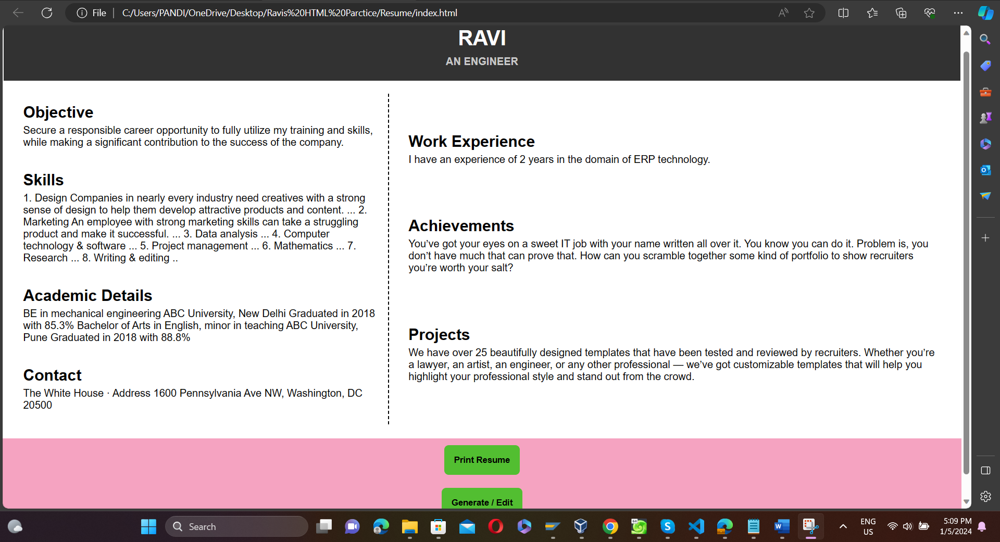 File
C:/Users/PANDI/OneDrive/Desktop/Ravis%20HTML%20Parctice/Resume/index.html
RAVI
AN ENGINEER
Objective
Secure a responsible career opportunity to fully utilize my training and skills,
while making a significant contribution to the success of the company.
Skills
1. Design Companies in nearly every industry need creatives with a strong
sense of design to help them develop attractive products and content. ... 2.
Marketing An employee with strong marketing skills can take a struggling
product and make it successful. ... 3. Data analysis ... 4. Computer
technology & software ... 5. Project management ... 6. Mathematics ... 7.
Research ... 8. Writing & editing ..
Academic Details
BE in mechanical engineering ABC University, New Delhi Graduated in 2018
with 85.3% Bachelor of Arts in English, minor in teaching ABC University,
Pune Graduated in 2018 with 88.8%
Contact
The White House · Address 1600 Pennsylvania Ave NW, Washington, DC
20500
Work Experience
I have an experience of 2 years in the domain of ERP technology.
Achievements
You’ve got your eyes on a sweet IT job with your name written all over it. You know you can do it. Problem is, you
don’t have much that can prove that. How can you scramble together some kind of portfolio to show recruiters
you’re worth your salt?
Projects
We have over 25 beautifully designed templates that have been tested and reviewed by recruiters. Whether you’re
a lawyer, an artist, an engineer, or any other professional — we’ve got customizable templates that will help you
highlight your professional style and stand out from the crowd.
Print Resume
Generate / Edit
Search
64
ENG
US
5:09 PM
1/5/2024